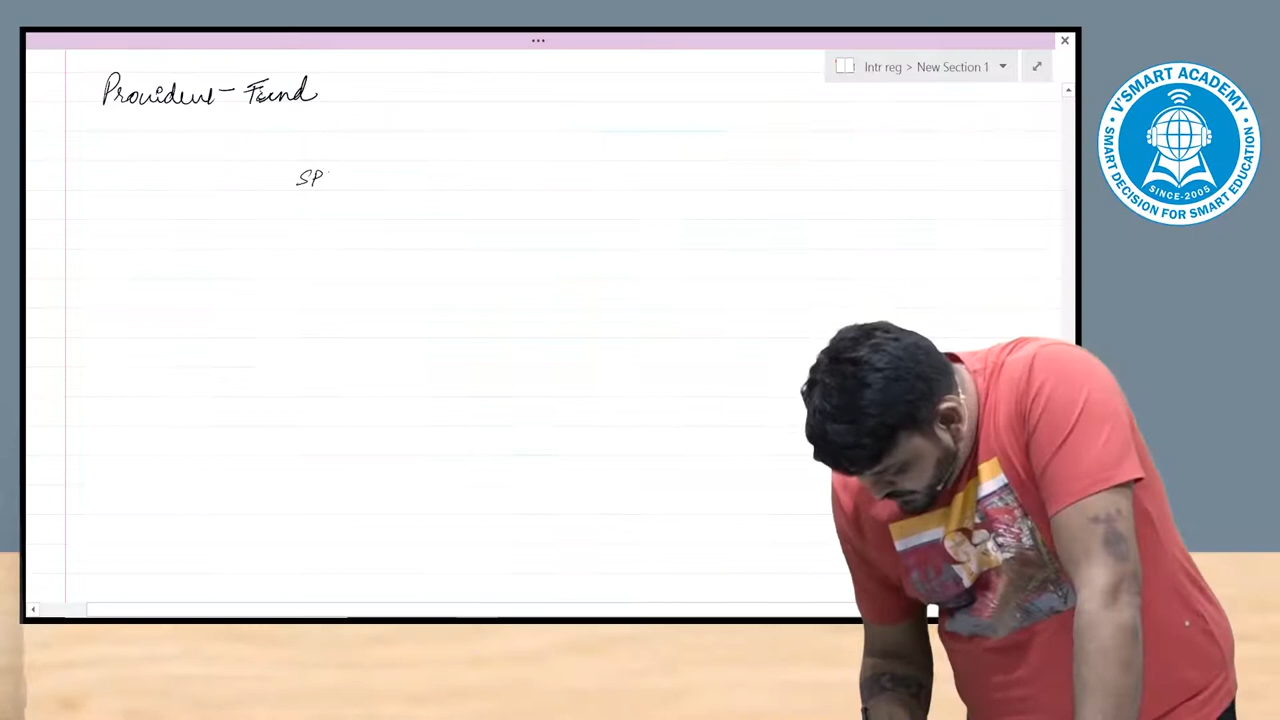 Provident - Fund
Intr reg > New Section 1
SP
V'SMART ACADEMY
SINCE-2005
SMART DECISION FOR SMART EDUCATION